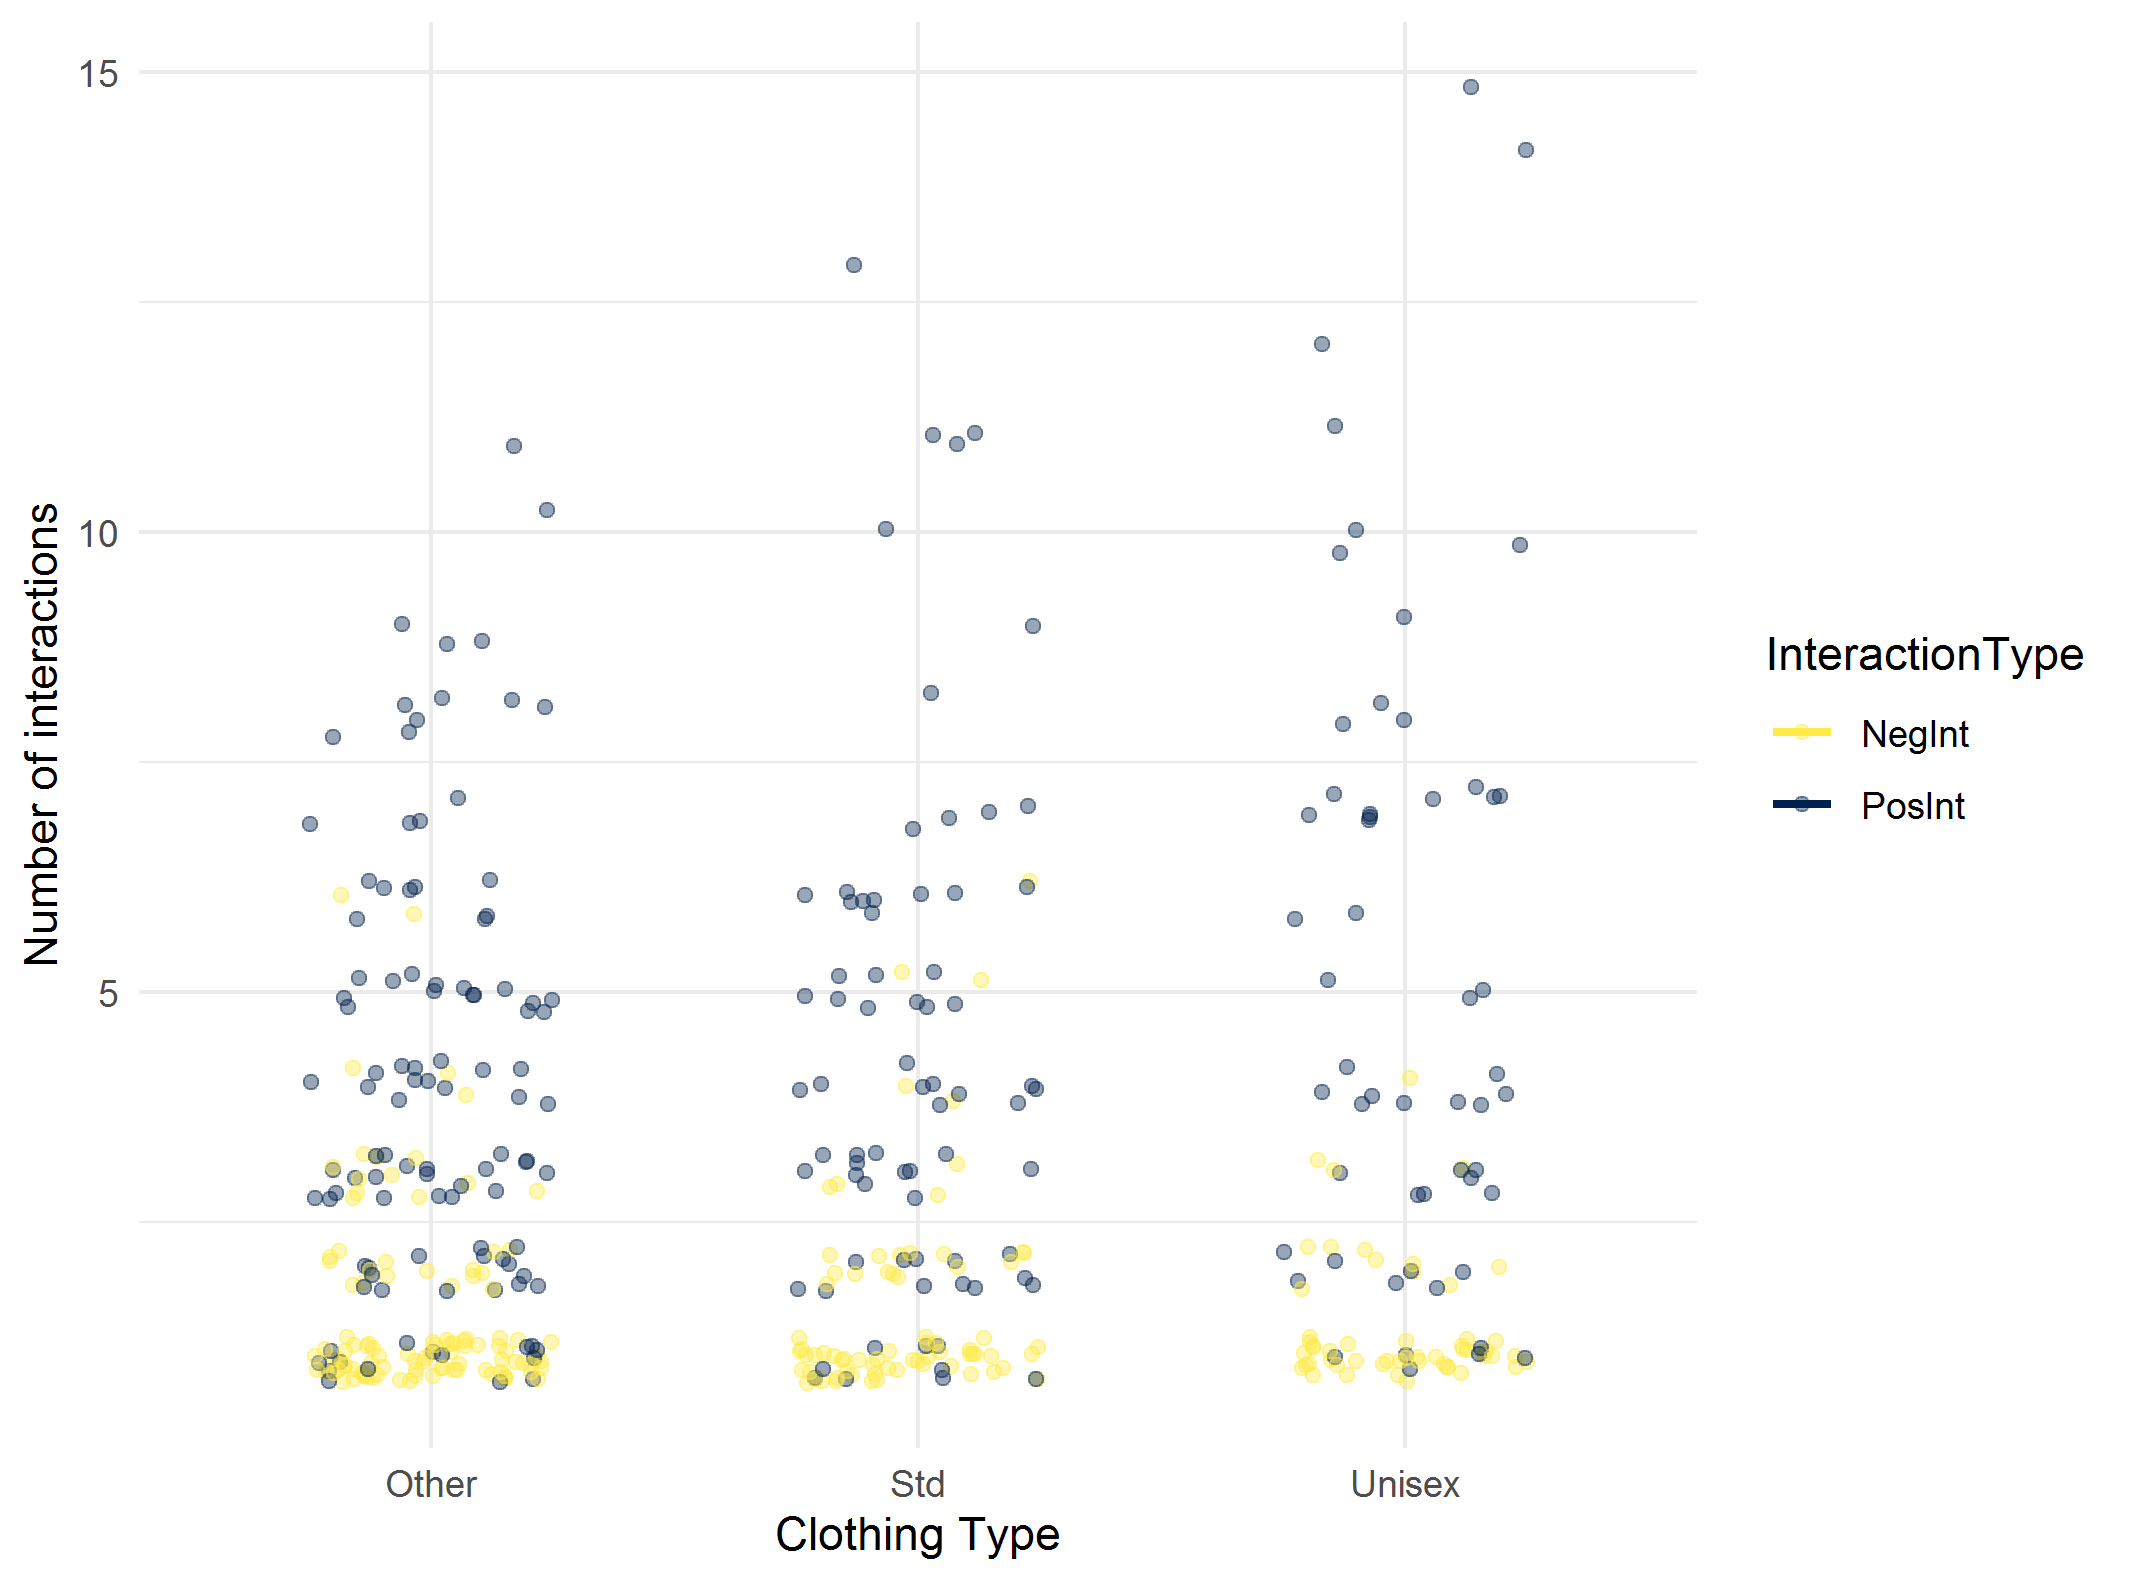 15
10
5
Number of interactions
Other
Std
Unisex
Clothing Type
InteractionType
NegInt
PosInt